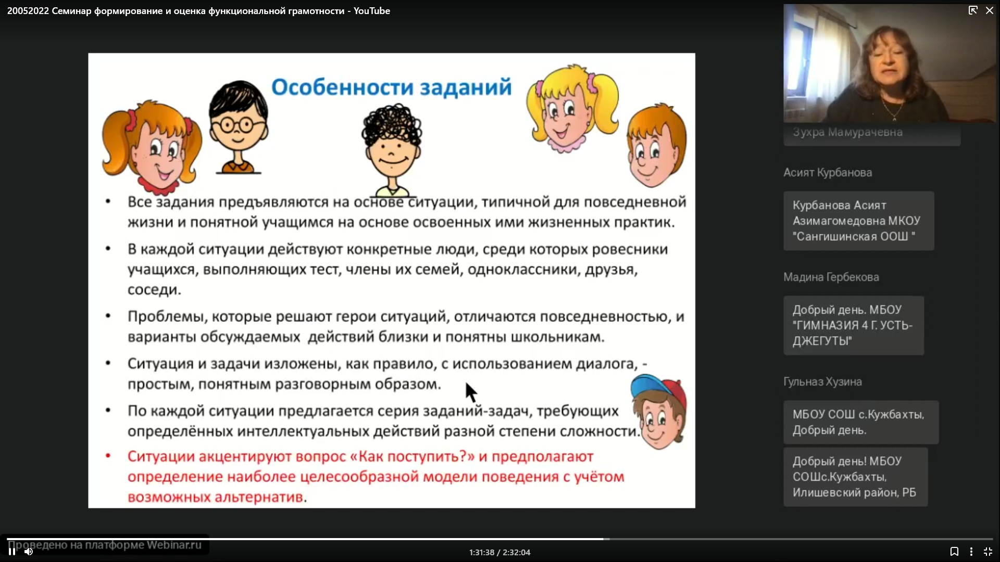 20052022 Семинар формирование и оценка функциональной грамотности - YouTube
Особенности заданий
• Все задания предъявляются на основе ситуации, типичной для повседневной
жизни и понятной учащимся на основе освоенных ими жизненных практик.
• В каждой ситуации действуют конкретные люди, среди которых ровесники
учащихся, выполняющих тест, члены их семей, одноклассники, друзья,
соседи.
• Проблемы, которые решают герои ситуаций, отличаются повседневностью, и
варианты обсуждаемых действий близки и понятны школьникам.
• Ситуация и задачи изложены, как правило, с использованием диалога, -
простым, понятным разговорным образом.
• По каждой ситуации предлагается серия заданий-задач, требующих
определённых интеллектуальных действий разной степени сложности.
• Ситуации акцентируют вопрос «Как поступить?» и предполагают
определение наиболее целесообразной модели поведения с учётом
возможных альтернатив.
Зухра Мамурачевна
Асият Курбанова
Курбанова Асият
Азимагомедовна МКОУ
"Сангишинская ООШ "
Мадина Гербекова
Добрый день. МБОУ
"ГИМНАЗИЯ 4 Г. УСТЬ-
ДЖЕГУТЫ"
Гульназ Хузина
МБОУ СОШ с.Кужбахты,
Добрый день.
Добрый день! МБОУ
СОШс.Кужбахты,
Илишевский район, РБ
Проведено на платформе Webinar.ru
1:31:38 / 2:32:04